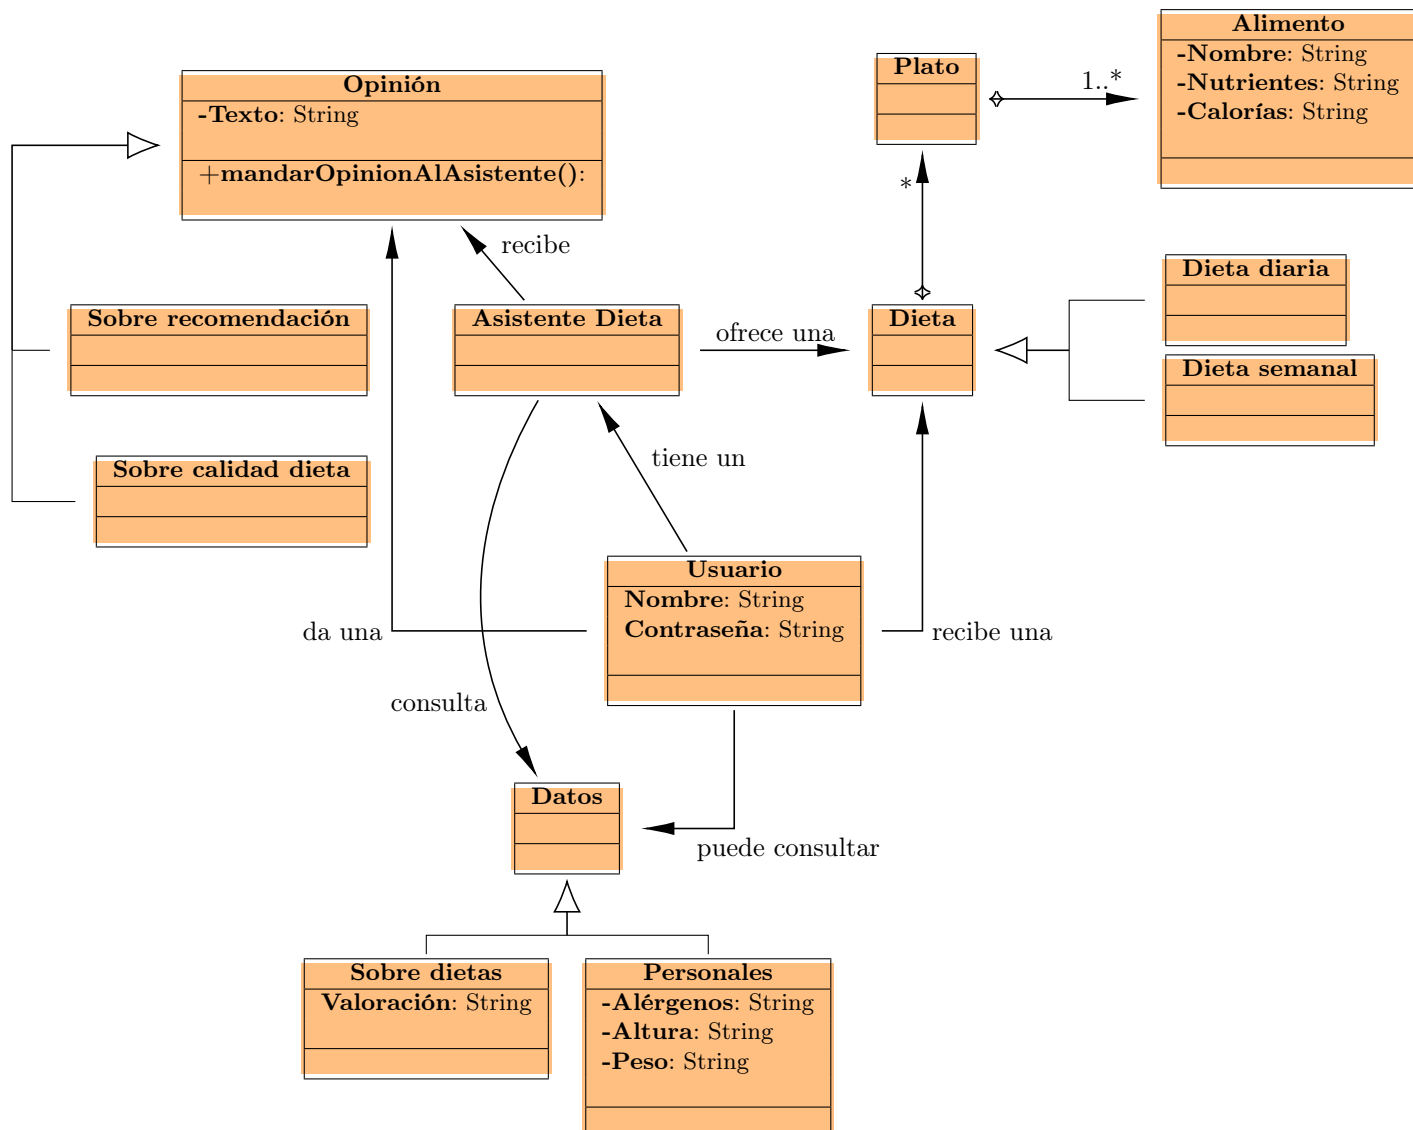 Alimento
-Nombre: String
-Nutrientes: String
-Calorías: String
Plato
1..*
*
Opinión
-Texto: String
+mandarOpinionAlAsistente():
recibe
Sobre recomendación
Asistente Dieta
ofrece una
Dieta
Dieta diaria
Dieta semanal
Sobre calidad dieta
tiene un
Usuario
Nombre: String
Contraseña: String
da una
recibe una
consulta
Datos
puede consultar
Sobre dietas
Valoración: String
Personales
-Alérgenos: String
-Altura: String
-Peso: String